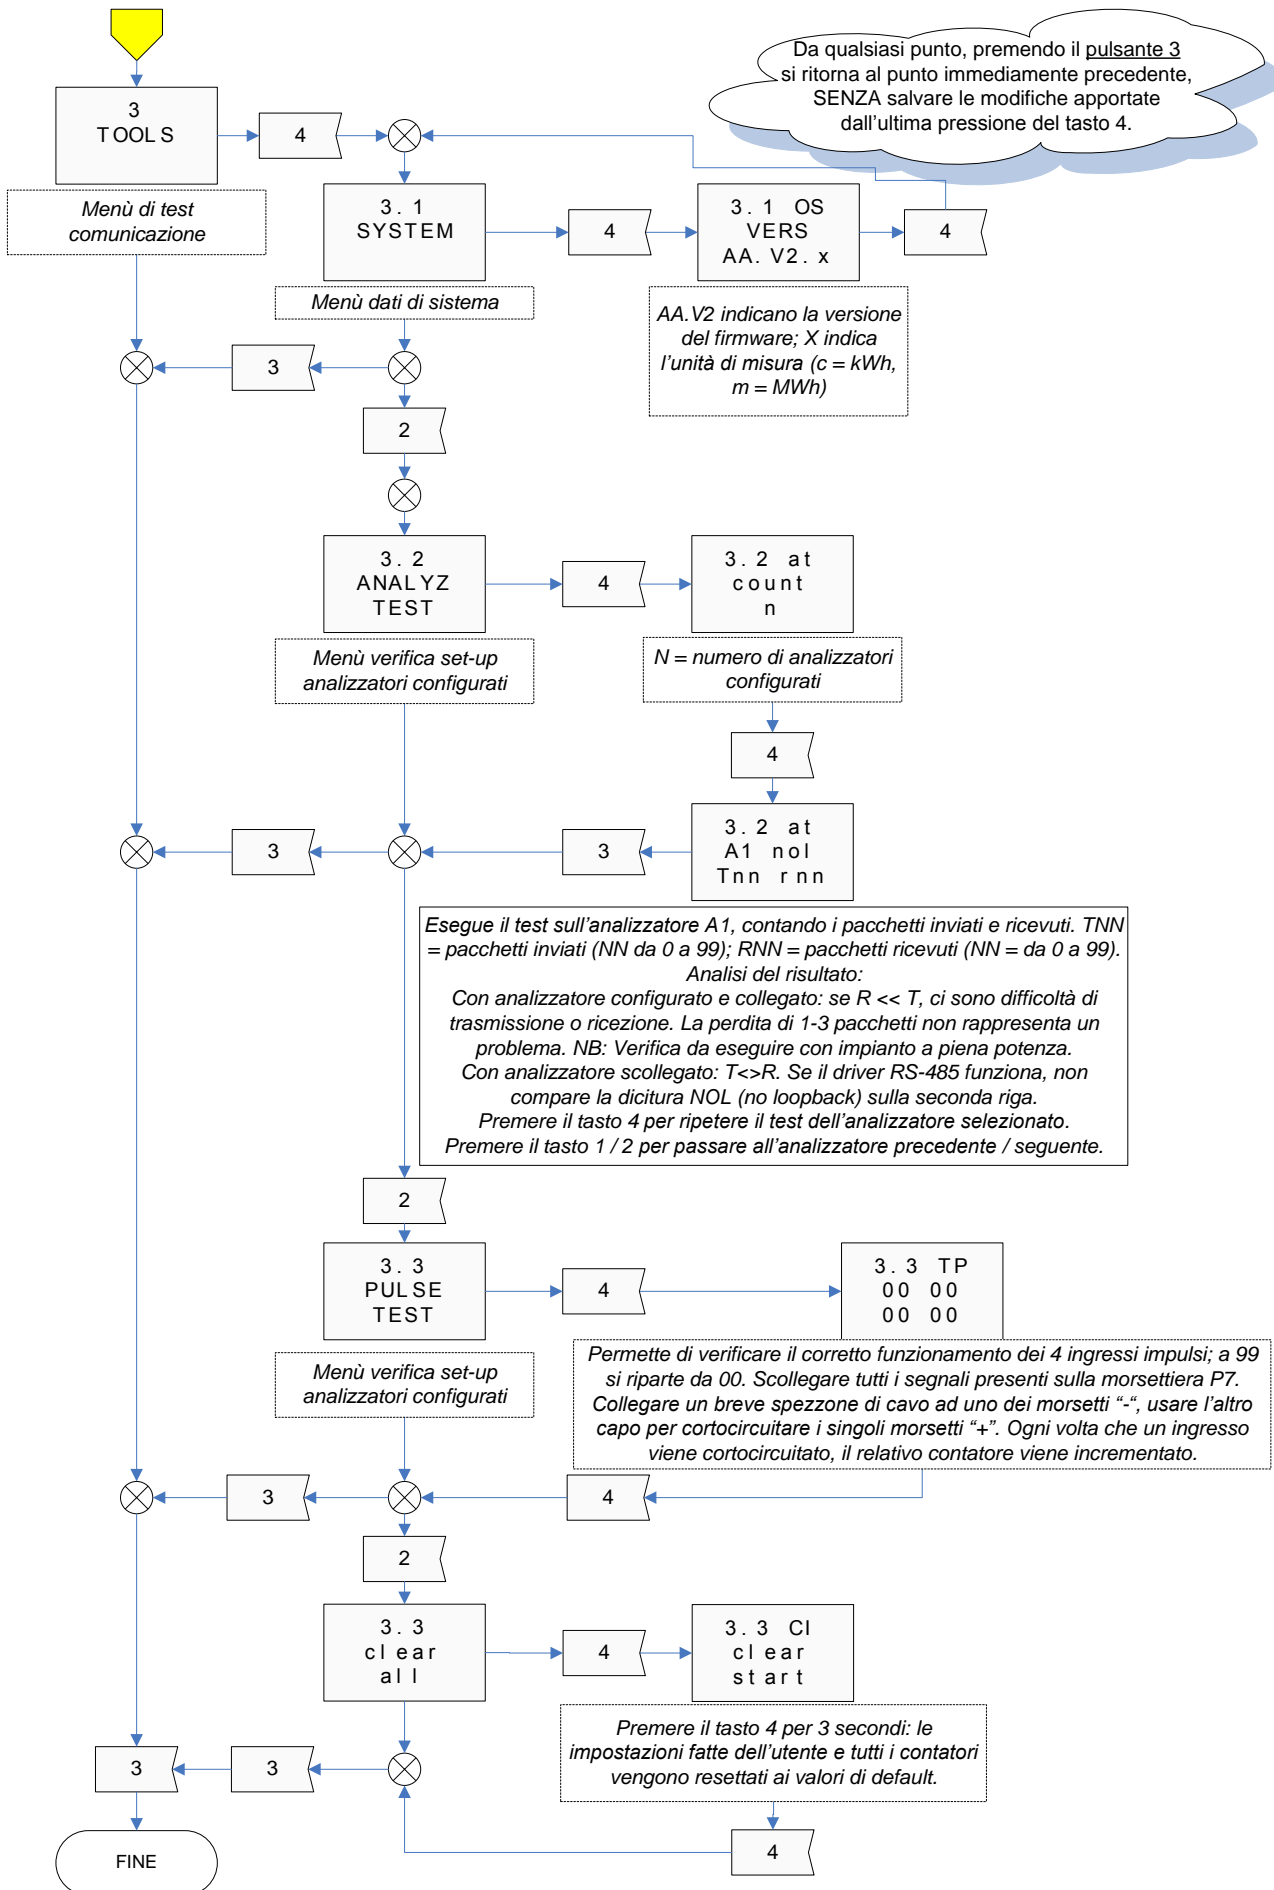 Da qualsiasi punto, premendo il pulsante 3
si ritorna al punto immediamente precedente,
SENZA salvare le modifiche apportate
dall'ultima pressione del tasto 4.
3
TOOLS
4
Menù di test
comunicazione
3. 1
SYSTEM
4
3. 1 OS
VERS
AA. V2. x
4
Menù dati di sistema
AA.V2 indicano la versione
del firmware; X indica
l'unità di misura (c = kWh,
m = MWh)
3
2
3. 2
ANALYZ
TEST
4
3. 2 at
count
n
Menù verifica set-up
analizzatori configurati
N = numero di analizzatori
configurati
4
3. 2 at
A1 nol
Tnn rnn
3
3
Esegue il test sull'analizzatore A1, contando i pacchetti inviati e ricevuti. TNN
= pacchetti inviati (NN da 0 a 99); RNN = pacchetti ricevuti (NN = da 0 a 99).
Analisi del risultato:
Con analizzatore configurato e collegato: se R << T, ci sono difficoltà di
trasmissione o ricezione. La perdita di 1-3 pacchetti non rappresenta un
problema. NB: Verifica da eseguire con impianto a piena potenza.
Con analizzatore scollegato: T<>R. Se il driver RS-485 funziona, non
compare la dicitura NOL (no loopback) sulla seconda riga.
Premere il tasto 4 per ripetere il test dell'analizzatore selezionato.
Premere il tasto 1 / 2 per passare all'analizzatore precedente / seguente.
2
3. 3
PULSE
TEST
4
3. 3 TP
00 00
00 00
Menù verifica set-up
analizzatori configurati
Permette di verificare il corretto funzionamento dei 4 ingressi impulsi; a 99
si riparte da 00. Scollegare tutti i segnali presenti sulla morsettiera P7.
Collegare un breve spezzone di cavo ad uno dei morsetti “-“, usare l'altro
capo per cortocircuitare i singoli morsetti “+”. Ogni volta che un ingresso
viene cortocircuitato, il relativo contatore viene incrementato.
3
4
2
3. 3
clear
all
4
3. 3 Cl
clear
start
Premere il tasto 4 per 3 secondi: le
impostazioni fatte dell'utente e tutti i contatori
vengono resettati ai valori di default.
3
3
4
FINE